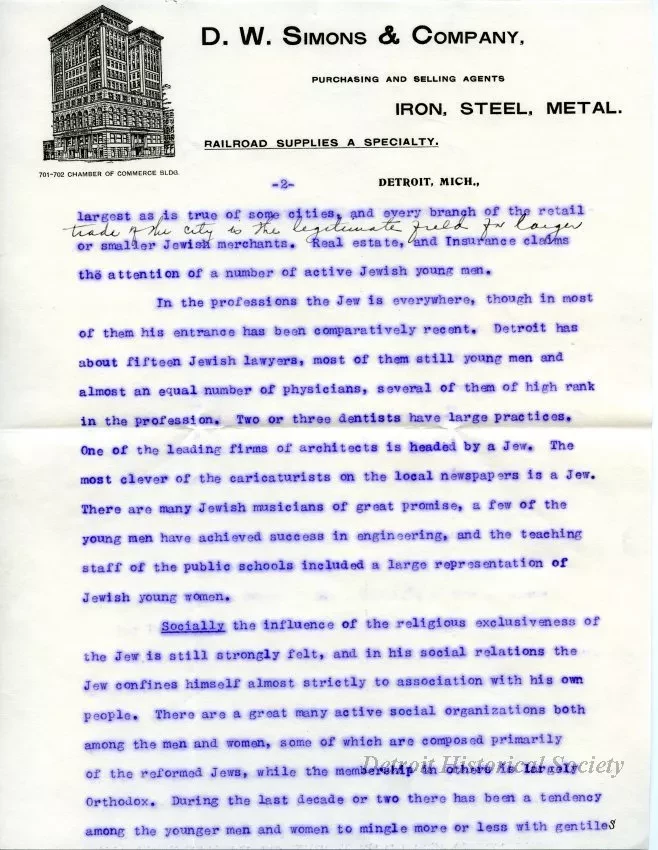 D. W. SIMONS & COMPANY,
PURCHASING AND SELLING AGENTS
IRON, STEEL, METAL.
RAILROAD SUPPLIES A SPECIALTY.
701-702 CHAMBER OF COMMERCE BLDG.
-2-
DETROIT, MICH.,
largest as is true of some cities, and every branch of the retail
trade of the city is the legitimate field for larger
or smaller Jewish merchants. Real estate, and Insurance claims
the attention of a number of active Jewish young men.
In the professions the Jew is everywhere, though in most
of them his entrance has been comparatively recent. Detroit has
about fifteen Jewish lawyers, most of them still young men and
almost an equal number of physicians, several of them of high rank
in the profession. Two or three dentists have large practices.
One of the leading firms of architects is headed by a Jew. The
most clever of the caricaturists on the local newspapers is a Jew.
There are many Jewish musicians of great promise, a few of the
young men have achieved success in engineering, and the teaching
staff of the public schools included a large representation of
Jewish young women.
Socially the influence of the religious exclusiveness of
the Jew is still strongly felt, and in his social relations the
Jew confines himself almost strictly to association with his own
people. There are a great many active social organizations both
among the men and women, some of which are composed primarily
of the reformed Jews, while the membership in others is largely
Detroit Historical Society
Orthodox. During the last decade or two there has been a tendency
among the younger men and women to mingle more or less with gentiles